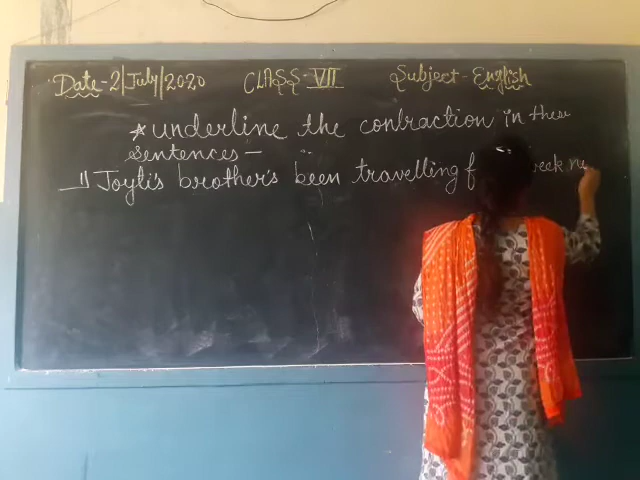 Date-2|July|2020 CLASS-VII Subject-English
*underline the contraction in these
sentences-
1) Joyti's brother's been travelling